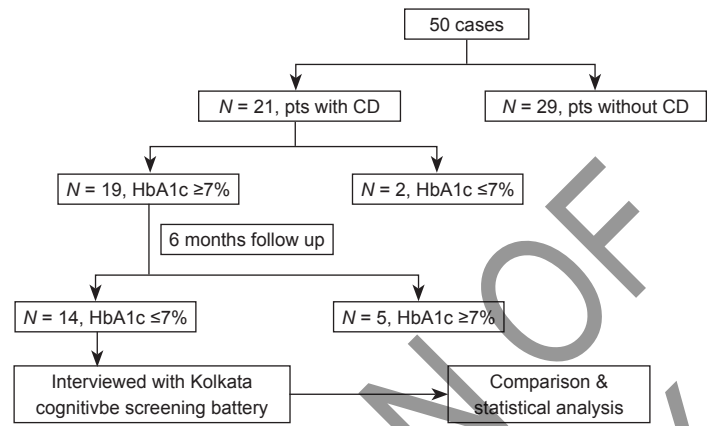 50 cases
N = 21, pts with CD
N = 29, pts without CD
N = 19, HbA1c ≥7%
N = 2, HbA1c ≤7%
6 months follow up
N = 14, HbA1c ≤7%
N = 5, HbA1c ≥7%
Interviewed with Kolkata
cognitivbe screening battery
Comparison &
statistical analysis
N OF